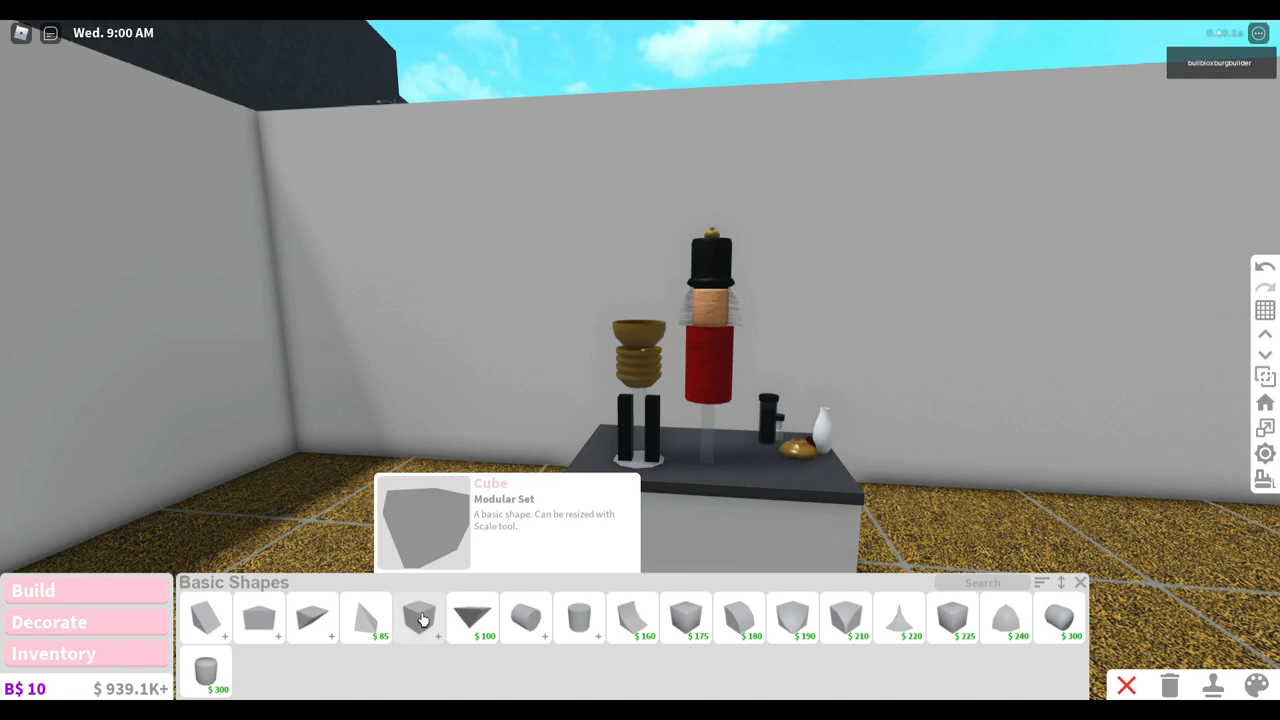 Wed. 9:00 AM
bullbloxburgbuilder
Cube
Modular Set
A basic shape. Can be resized with
Scale tool.
Build
Decorate
Inventory
B$ 10
$ 939.1K+
Basic Shapes
Search
+
+
+
$ 85
+
$ 100
+
+
$ 160
$ 175
$ 180
$ 190
$ 210
$ 220
$ 225
$ 240
$ 300
$ 300